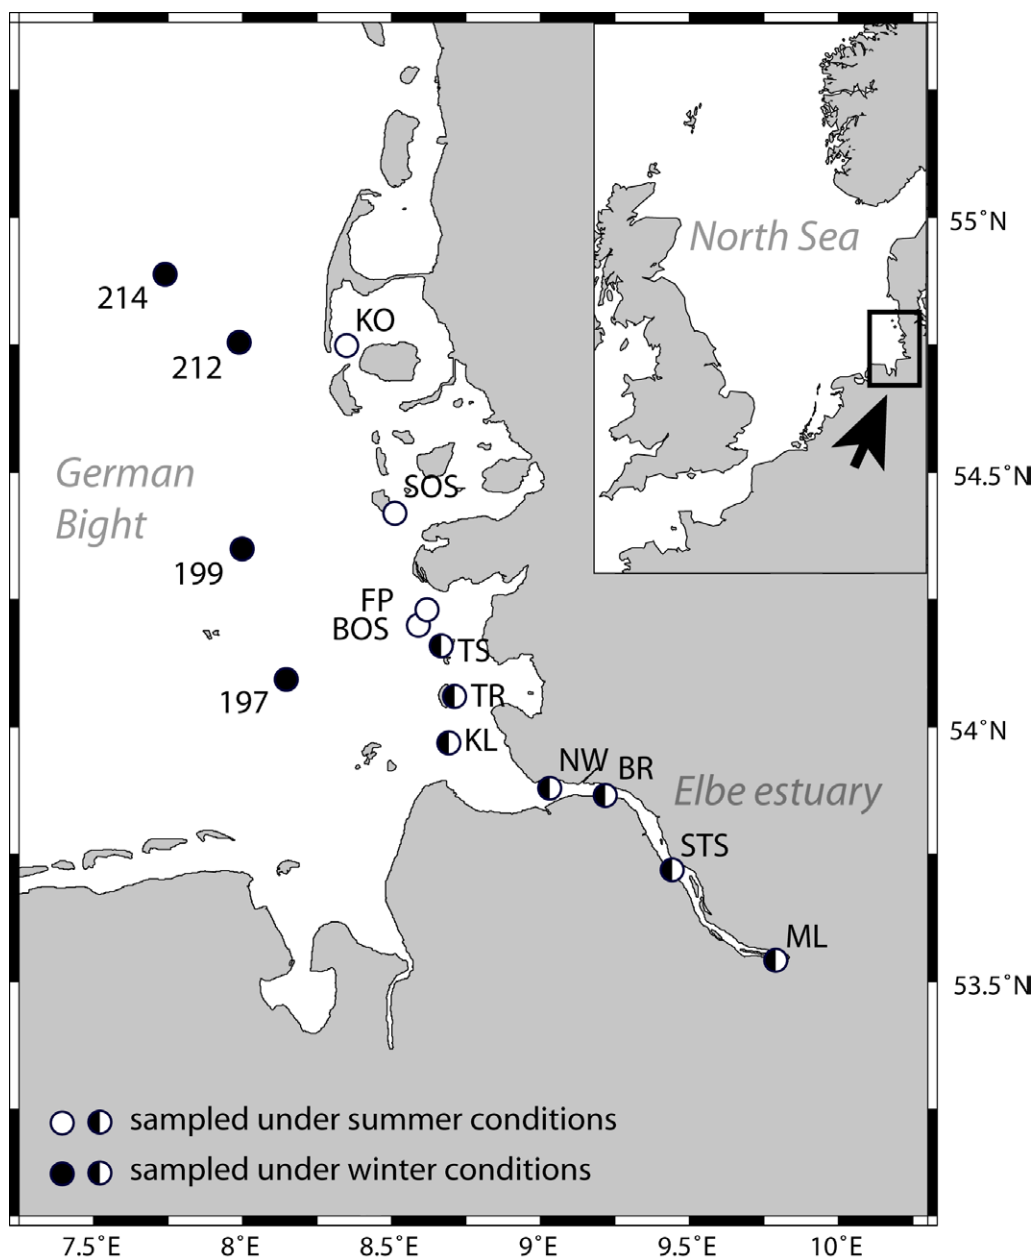 North Sea
55°N
214
KO
212
German
Bight
SOS
54.5°N
199
FP
BOS
TS
197
TR
KL
54°N
NW
BR
Elbe estuary
STS
ML
53.5°N
sampled under summer conditions
sampled under winter conditions
7.5°E
8°E
8.5°E
9°E
9.5°E
10°E